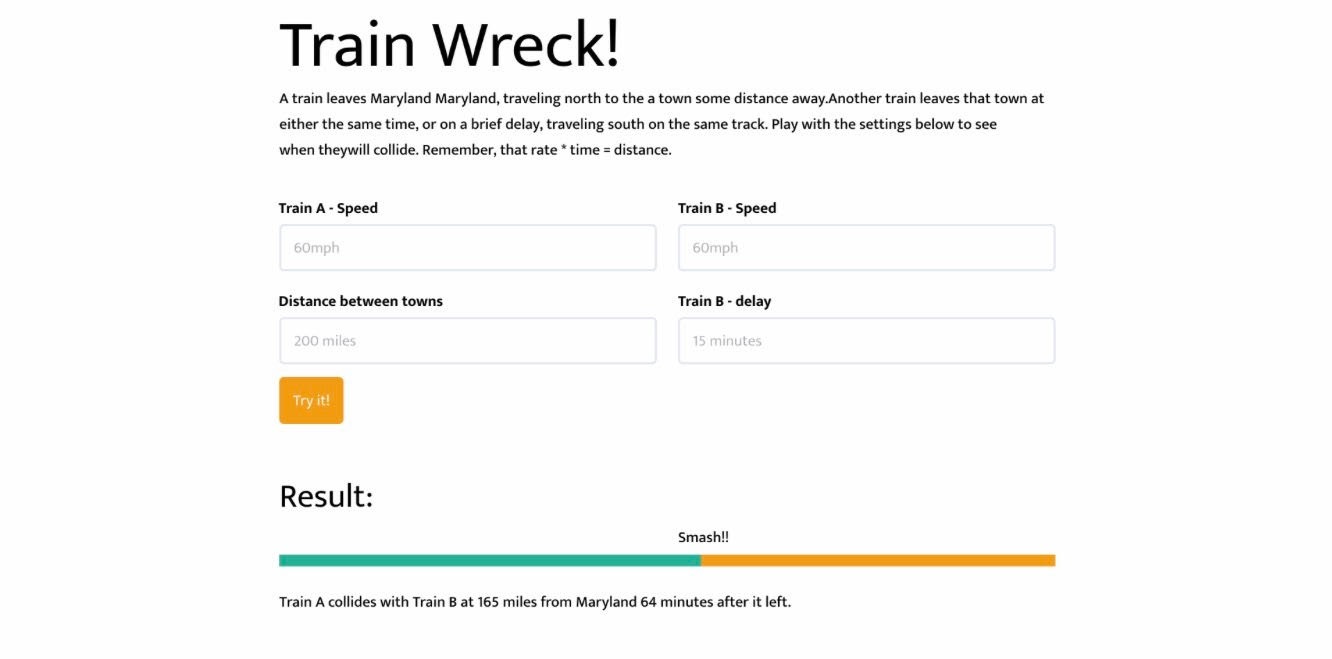 Train Wreck!
A train leaves Maryland Maryland, traveling north to the a town some distance away.Another train leaves that town at
either the same time, or on a brief delay, traveling south on the same track. Play with the settings below to see
when theywill collide. Remember, that rate * time = distance.
Train A - Speed
Train B - Speed
60mph
60mph
Distance between towns
Train B - delay
200 miles
15 minutes
Try it!
Result:
Smash!!
Train A collides with Train B at 165 miles from Maryland 64 minutes after it left.